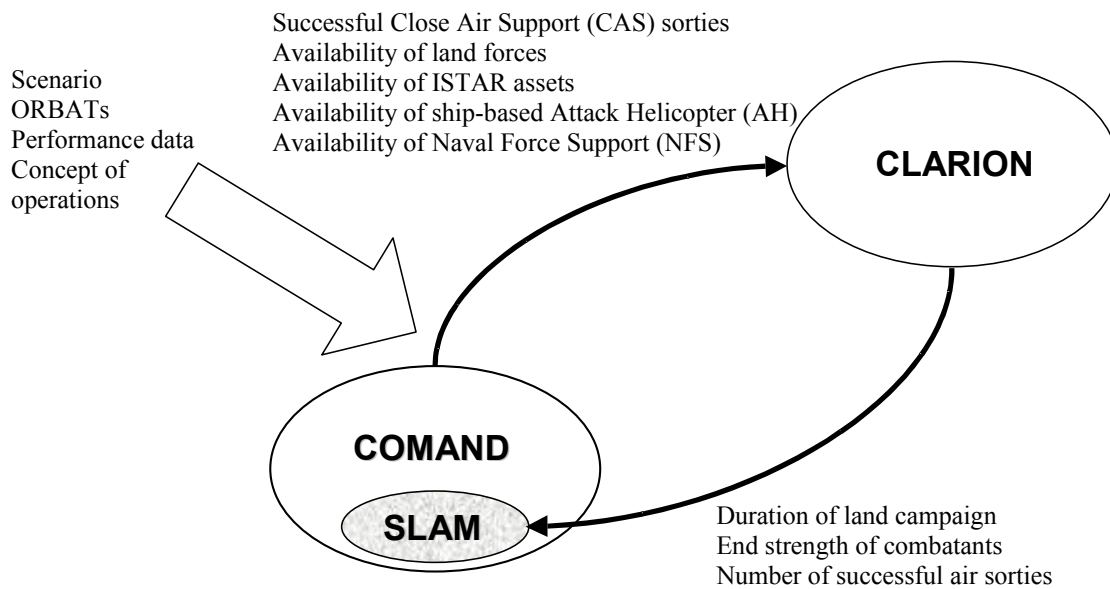 Successful Close Air Support (CAS) sorties
Availability of land forces
Availability of ISTAR assets
Availability of ship-based Attack Helicopter (AH)
Availability of Naval Force Support (NFS)
Scenario
ORBATs
Performance data
Concept of
operations
CLARION
COMAND
SLAM
Duration of land campaign
End strength of combatants
Number of successful air sorties